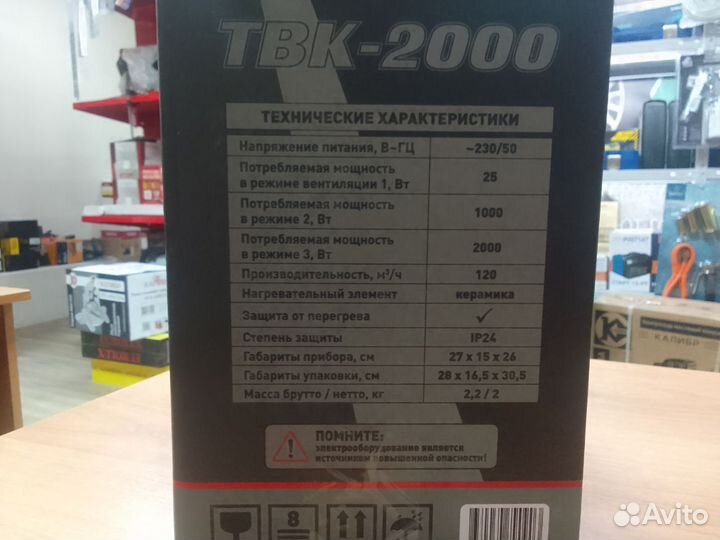 ТВК-2000
ТЕХНИЧЕСКИЕ ХАРАКТЕРИСТИКИ
Напряжение питания, В~ГЦ ~230/50
Потребляемая мощность
в режиме вентиляции 1, Вт 25
Потребляемая мощность
в режиме 2, Вт 1000
Потребляемая мощность
в режиме 3, Вт 2000
Производительность, м³/ч 120
Нагревательный элемент керамика
Защита от перегрева ✓
Степень защиты IP24
Габариты прибора, см 27 x 15 x 26
Габариты упаковки, см 28 x 16,5 x 30,5
Масса брутто / нетто, кг 2,2 / 2
ПОМНИТЕ:
электрооборудование является
источником повышенной опасности!
8
КАЛИБР
Avito